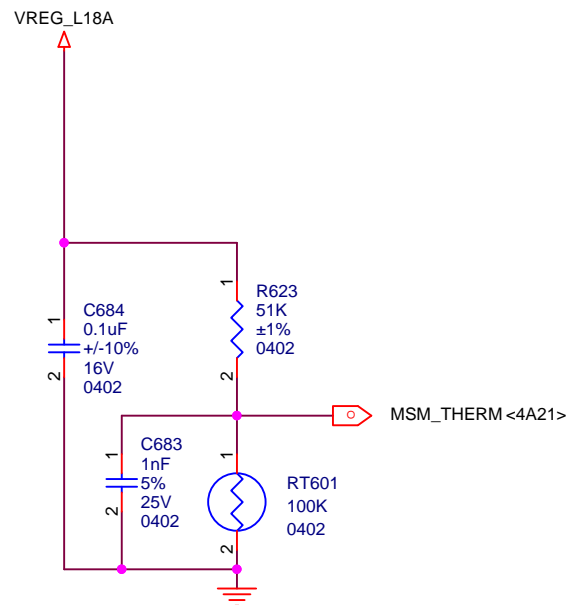 VREG_L18A
1
C684
0.1uF
+/-10%
16V
0402
2
1
R623
51K
±1%
0402
2
MSM_THERM <4A21>
1
C683
1nF
5%
25V
0402
2
1
RT601
100K
0402
2